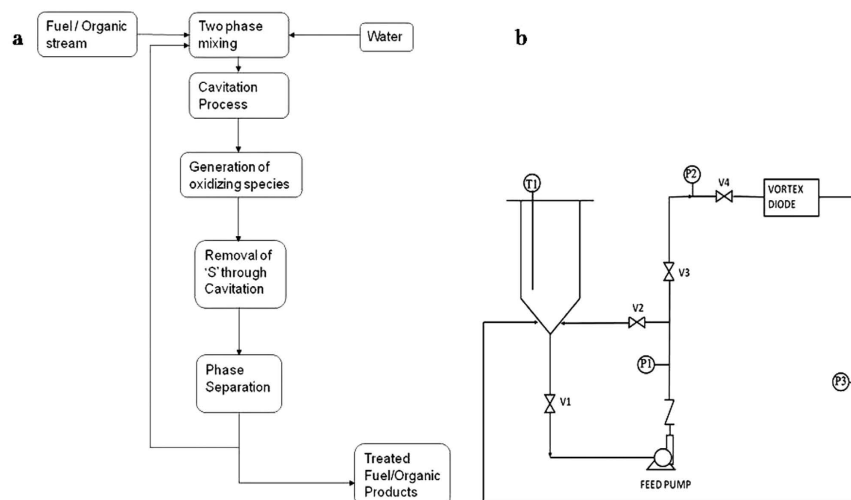 a
Fuel / Organic
stream
Two phase
mixing
Water
Cavitation
Process
Generation of
oxidizing species
Removal of
'S' through
Cavitation
Phase
Separation
Treated
Fuel/Organic
Products
b
T1
P2
V4
VORTEX
DIODE
V3
V2
P1
P3
V1
FEED PUMP